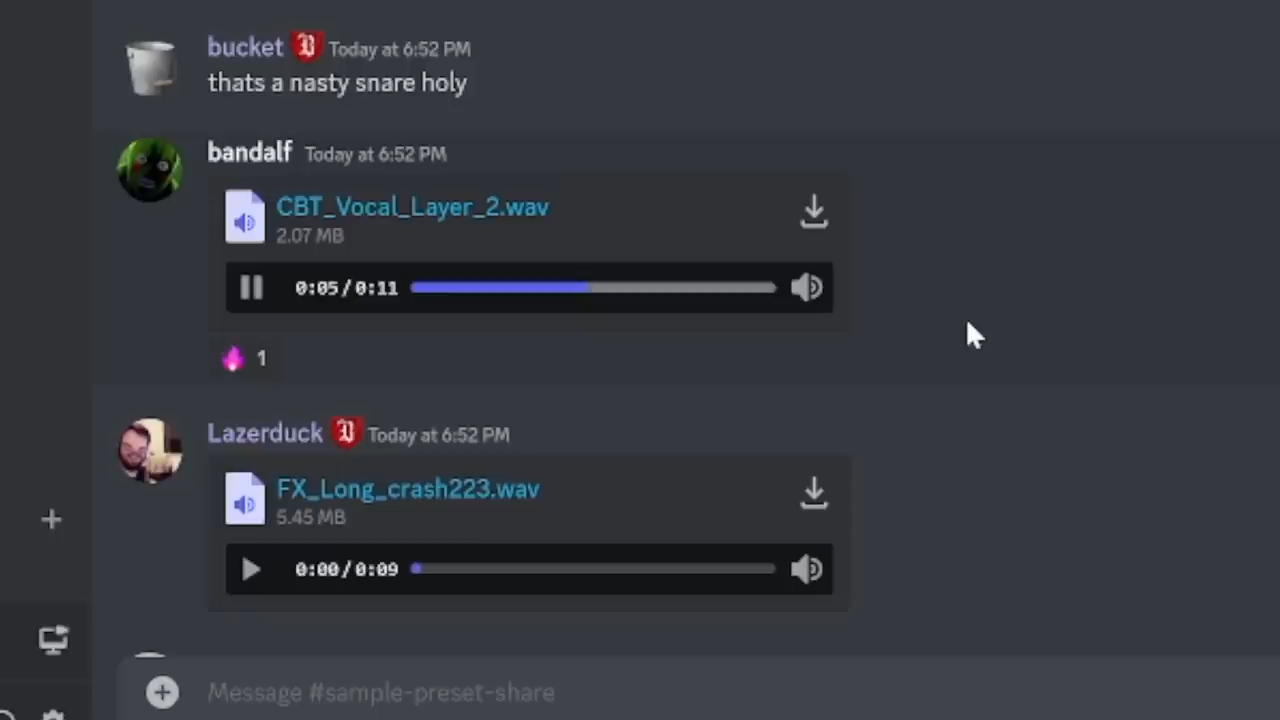 bucket Today at 6:52 PM
thats a nasty snare holy
bandalf Today at 6:52 PM
CBT_Vocal_Layer_2.wav
2.07 MB
0:05/0:11
1
Lazerduck Today at 6:52 PM
FX_Long_crash223.wav
5.45 MB
0:00/0:09
Message #sample-preset-share